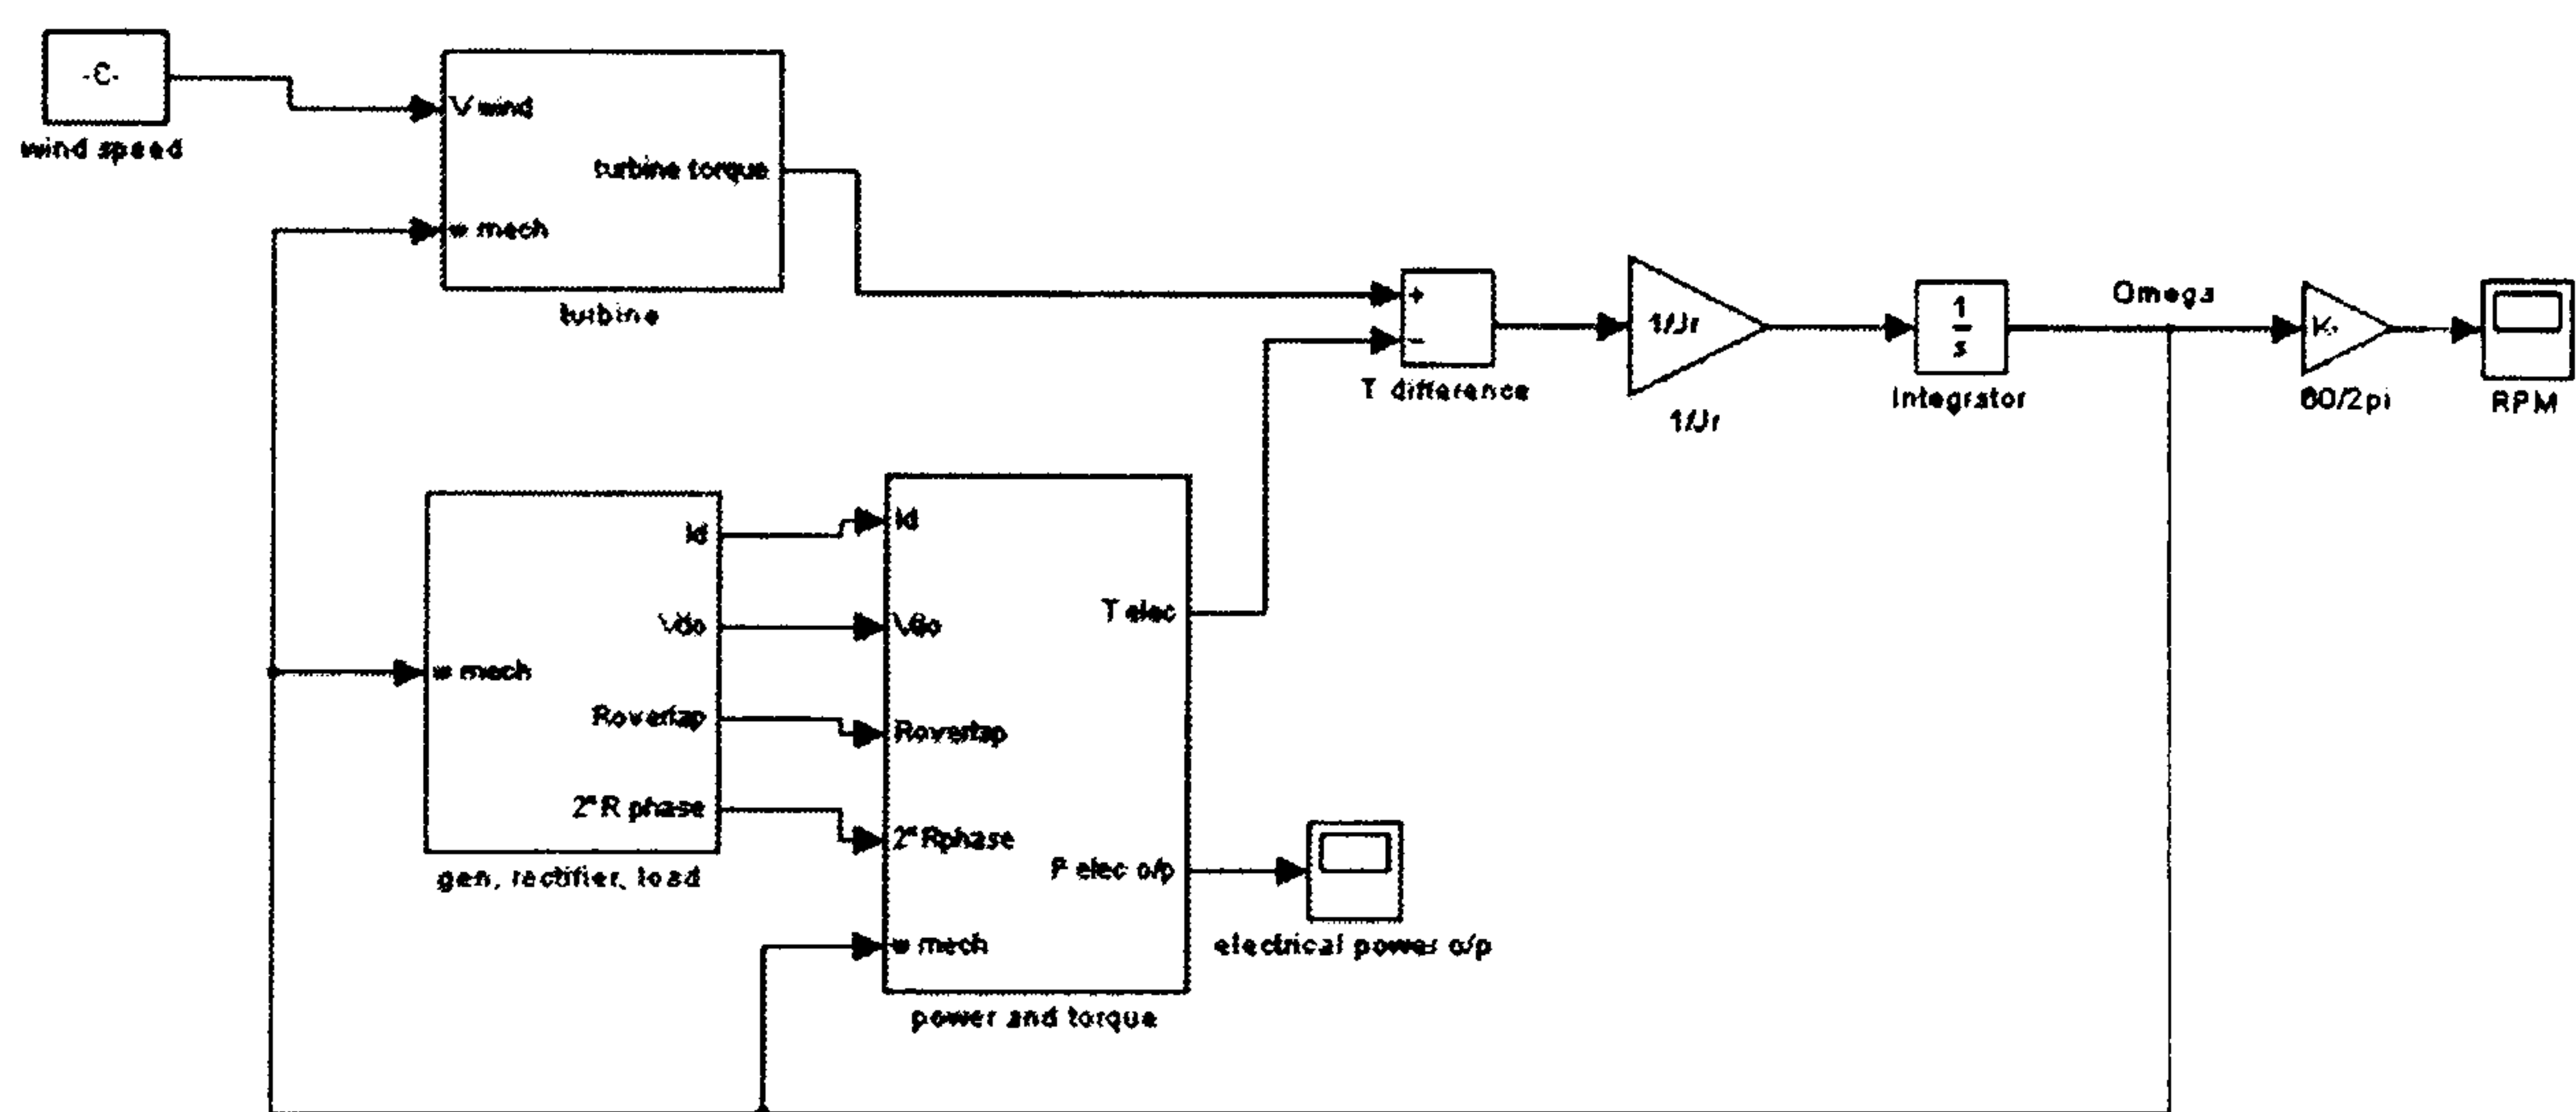 -C-
wind speed
V wind
w mech
turbine torque
turbine
+
-
T difference
1/Jr
1/Jr
1
s
Integrator
Omega
K-
60/2pi
RPM
w mech
Id
Vdo
Roverlap
2*R phase
gen, rectifier, load
Id
Vdo
Roverlap
2*Rphase
w mech
T elec
P elec o/p
power and torque
electrical power o/p